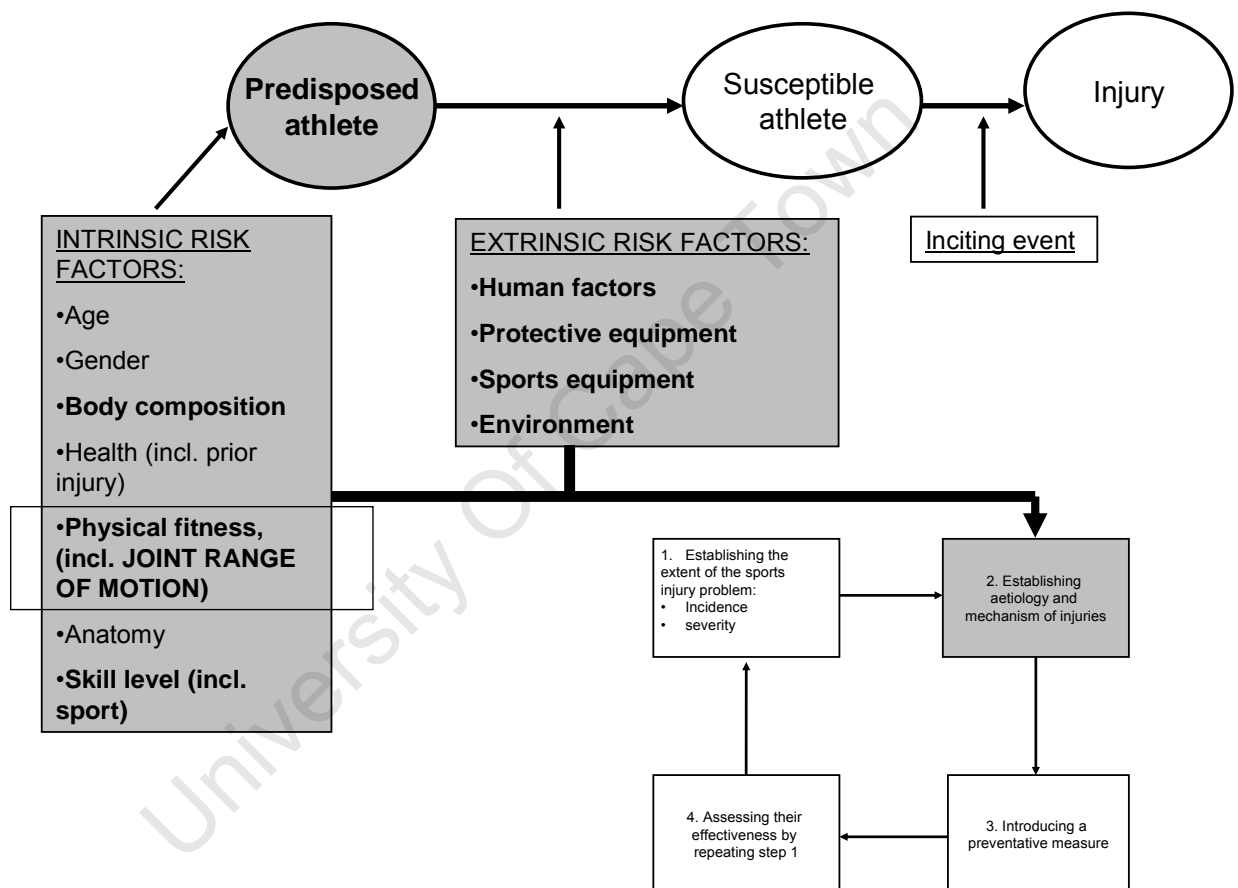 Predisposed
athlete
Susceptible
athlete
Injury
INTRINSIC RISK
FACTORS:
•Age
•Gender
•Body composition
•Health (incl. prior
injury)
•Physical fitness,
(incl. JOINT RANGE
OF MOTION)
•Anatomy
•Skill level (incl.
sport)
EXTRINSIC RISK FACTORS:
•Human factors
•Protective equipment
•Sports equipment
•Environment
Inciting event
1. Establishing the
extent of the sports
injury problem:
• Incidence
• severity
2. Establishing
aetiology and
mechanism of injuries
3. Introducing a
preventative measure
4. Assessing their
effectiveness by
repeating step 1
University Of Cape Town